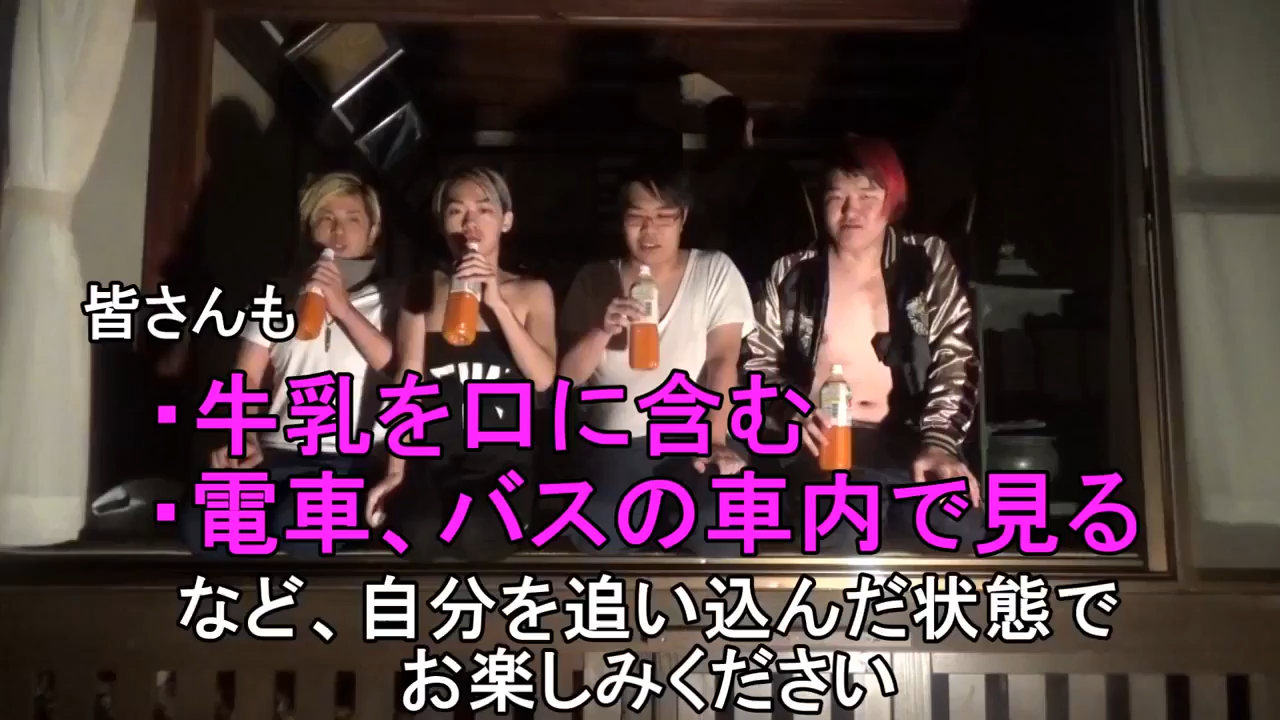 皆さんも
・牛乳を口に含む
・電車、バスの車内で見る
など、自分を追い込んだ状態で
お楽しみください